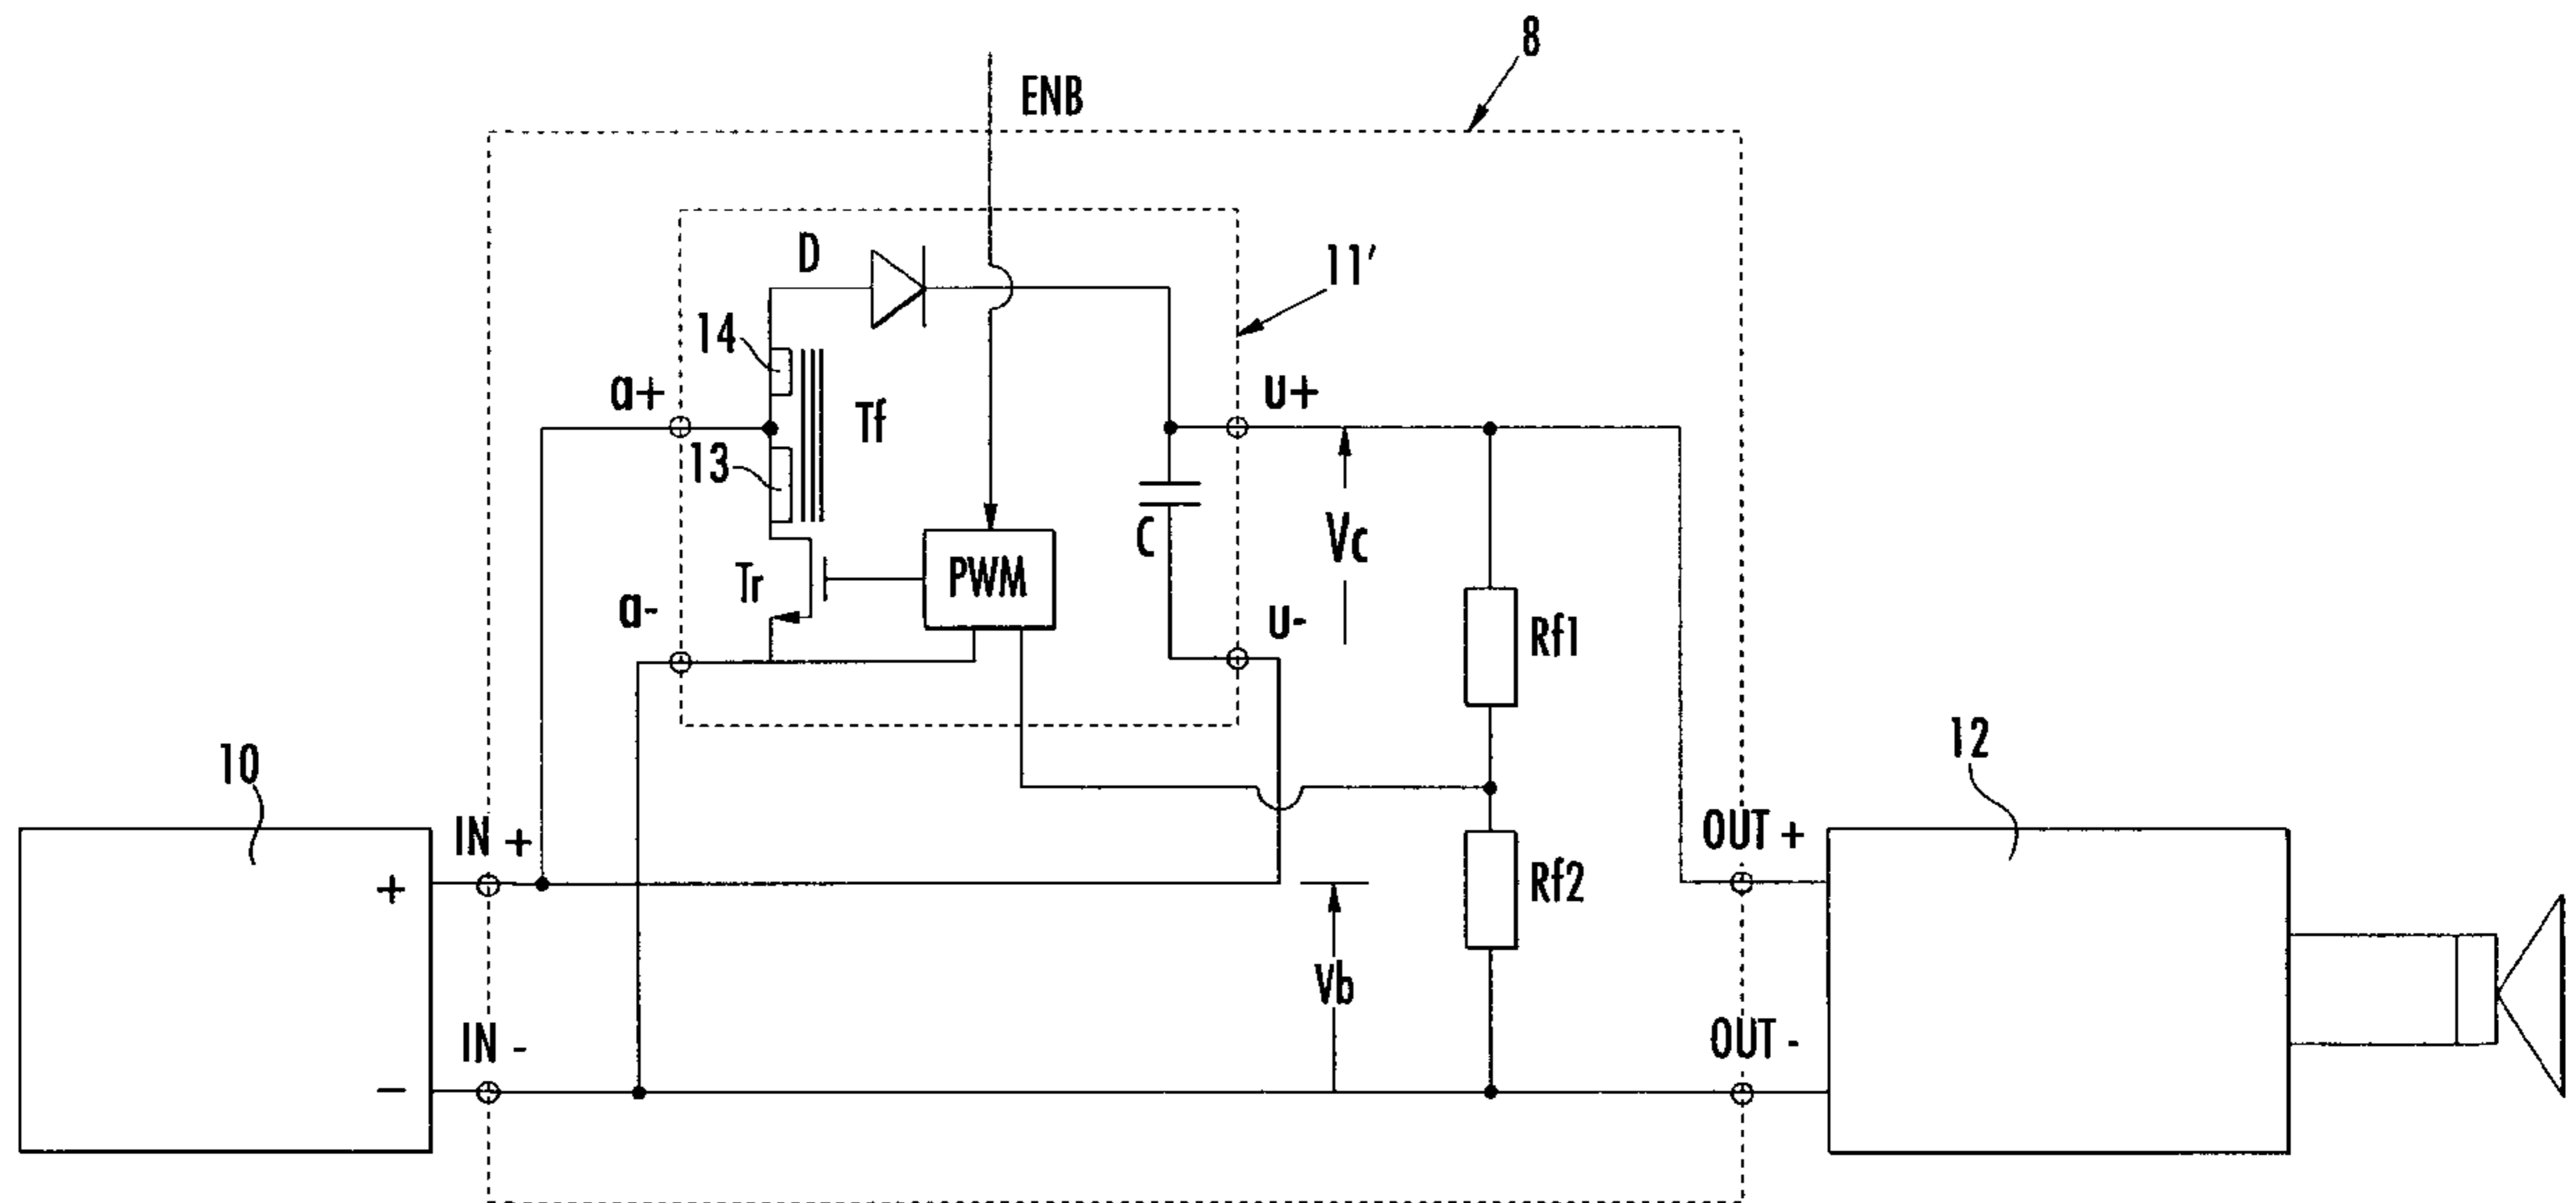 8
ENB
D
11'
14
a+
Tf
u+
13
C
Vc
Tr
PWM
a-
u-
Rf1
10
12
IN +
OUT +
+
Rf2
Vb
IN -
OUT -
−